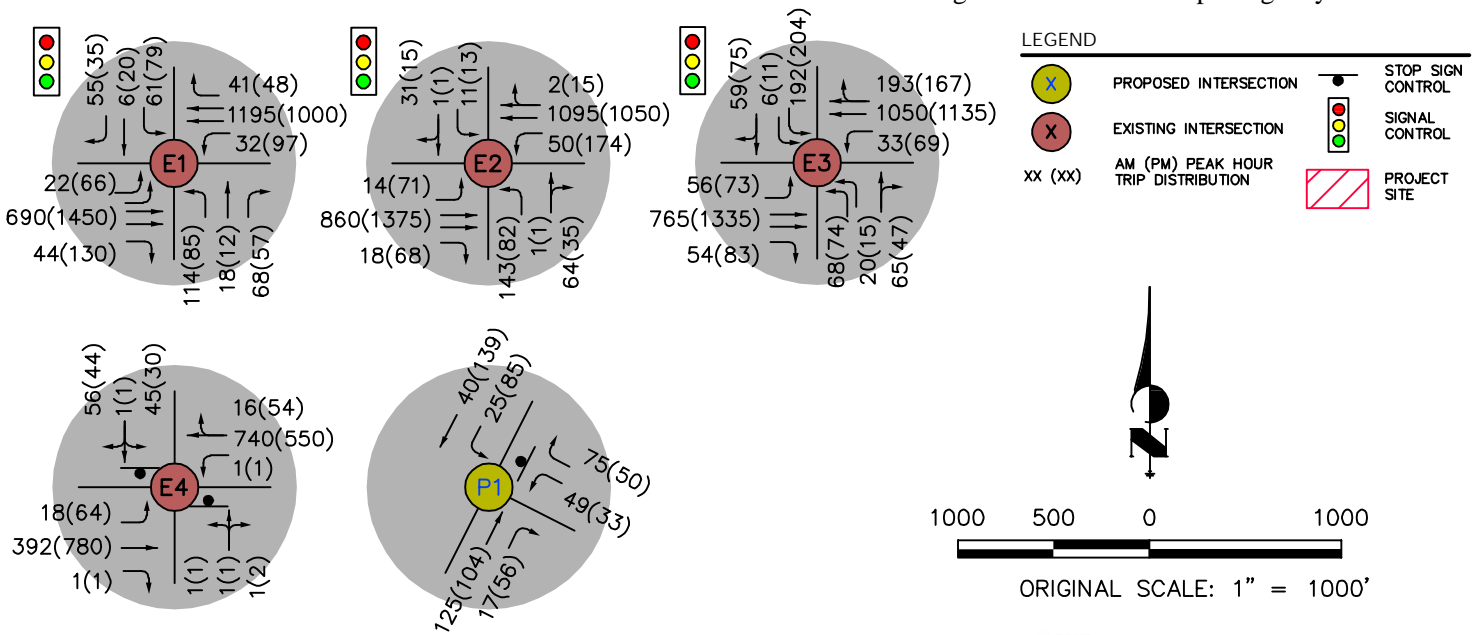 LEGEND
X
PROPOSED INTERSECTION
STOP SIGN
CONTROL
X
EXISTING INTERSECTION
SIGNAL
CONTROL
XX (XX)
AM (PM) PEAK HOUR
TRIP DISTRIBUTION
PROJECT
SITE
55(35)
6(20)
61(79)
41(48)
1195(1000)
32(97)
E1
22(66)
690(1450)
44(130)
114(85)
18(12)
68(57)
31(15)
1(1)
11(13)
2(15)
1095(1050)
50(174)
E2
14(71)
860(1375)
18(68)
143(82)
1(1)
64(35)
59(75)
6(11)
192(204)
193(167)
1050(1135)
33(69)
E3
56(73)
765(1335)
54(83)
68(74)
20(15)
65(47)
56(44)
1(1)
45(30)
16(54)
740(550)
1(1)
E4
18(64)
392(780)
1(1)
1(1)
1(1)
1(2)
40(139)
25(85)
75(50)
49(33)
P1
125(104)
17(56)
N
1000 500 0 1000
ORIGINAL SCALE: 1" = 1000'